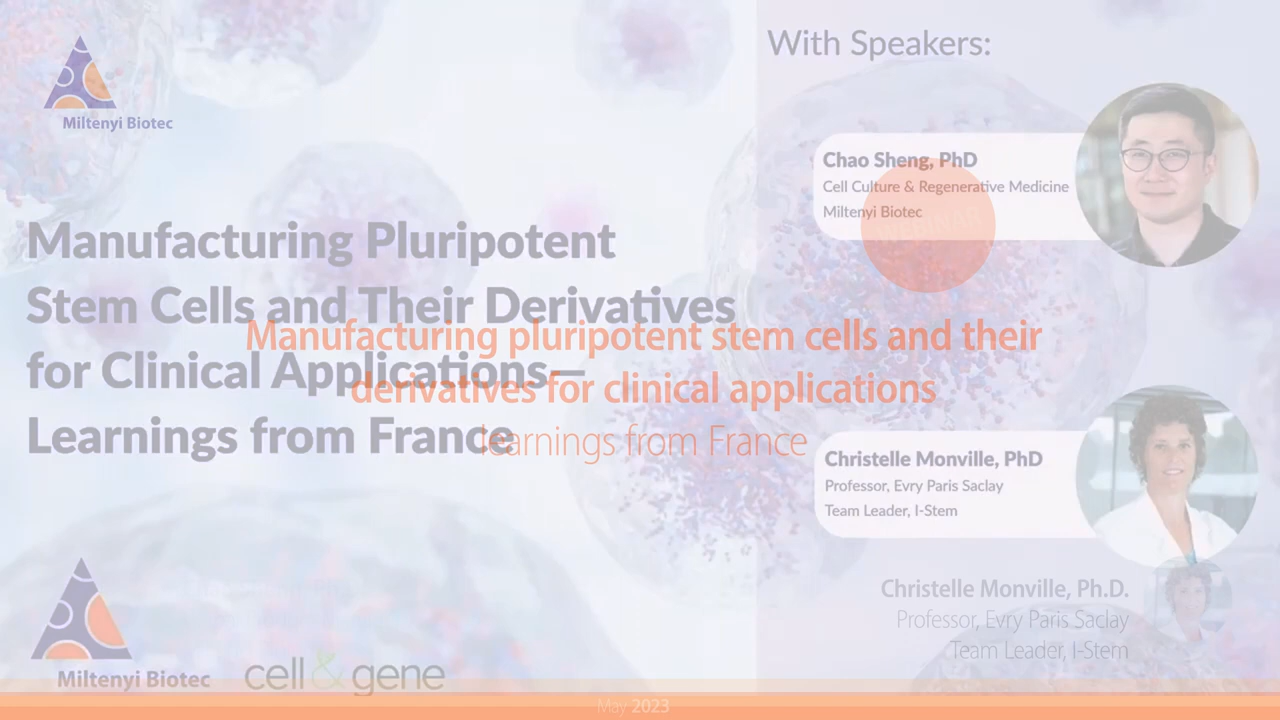 Miltenyi Biotec
With Speakers:
Chao Sheng, PhD
Cell Culture & Regenerative Medicine
Miltenyi Biotec
WEBINAR
Manufacturing Pluripotent
Stem Cells and Their Derivatives
for Clinical Applications—
Learnings from France
Manufacturing pluripotent stem cells and their
derivatives for clinical applications
learnings from France
Christelle Monville, PhD
Professor, Evry Paris Saclay
Team Leader, I-Stem
Christelle Monville, Ph.D.
Professor, Evry Paris Saclay
Team Leader, I-Stem
Miltenyi Biotec
cell & gene
May 2023